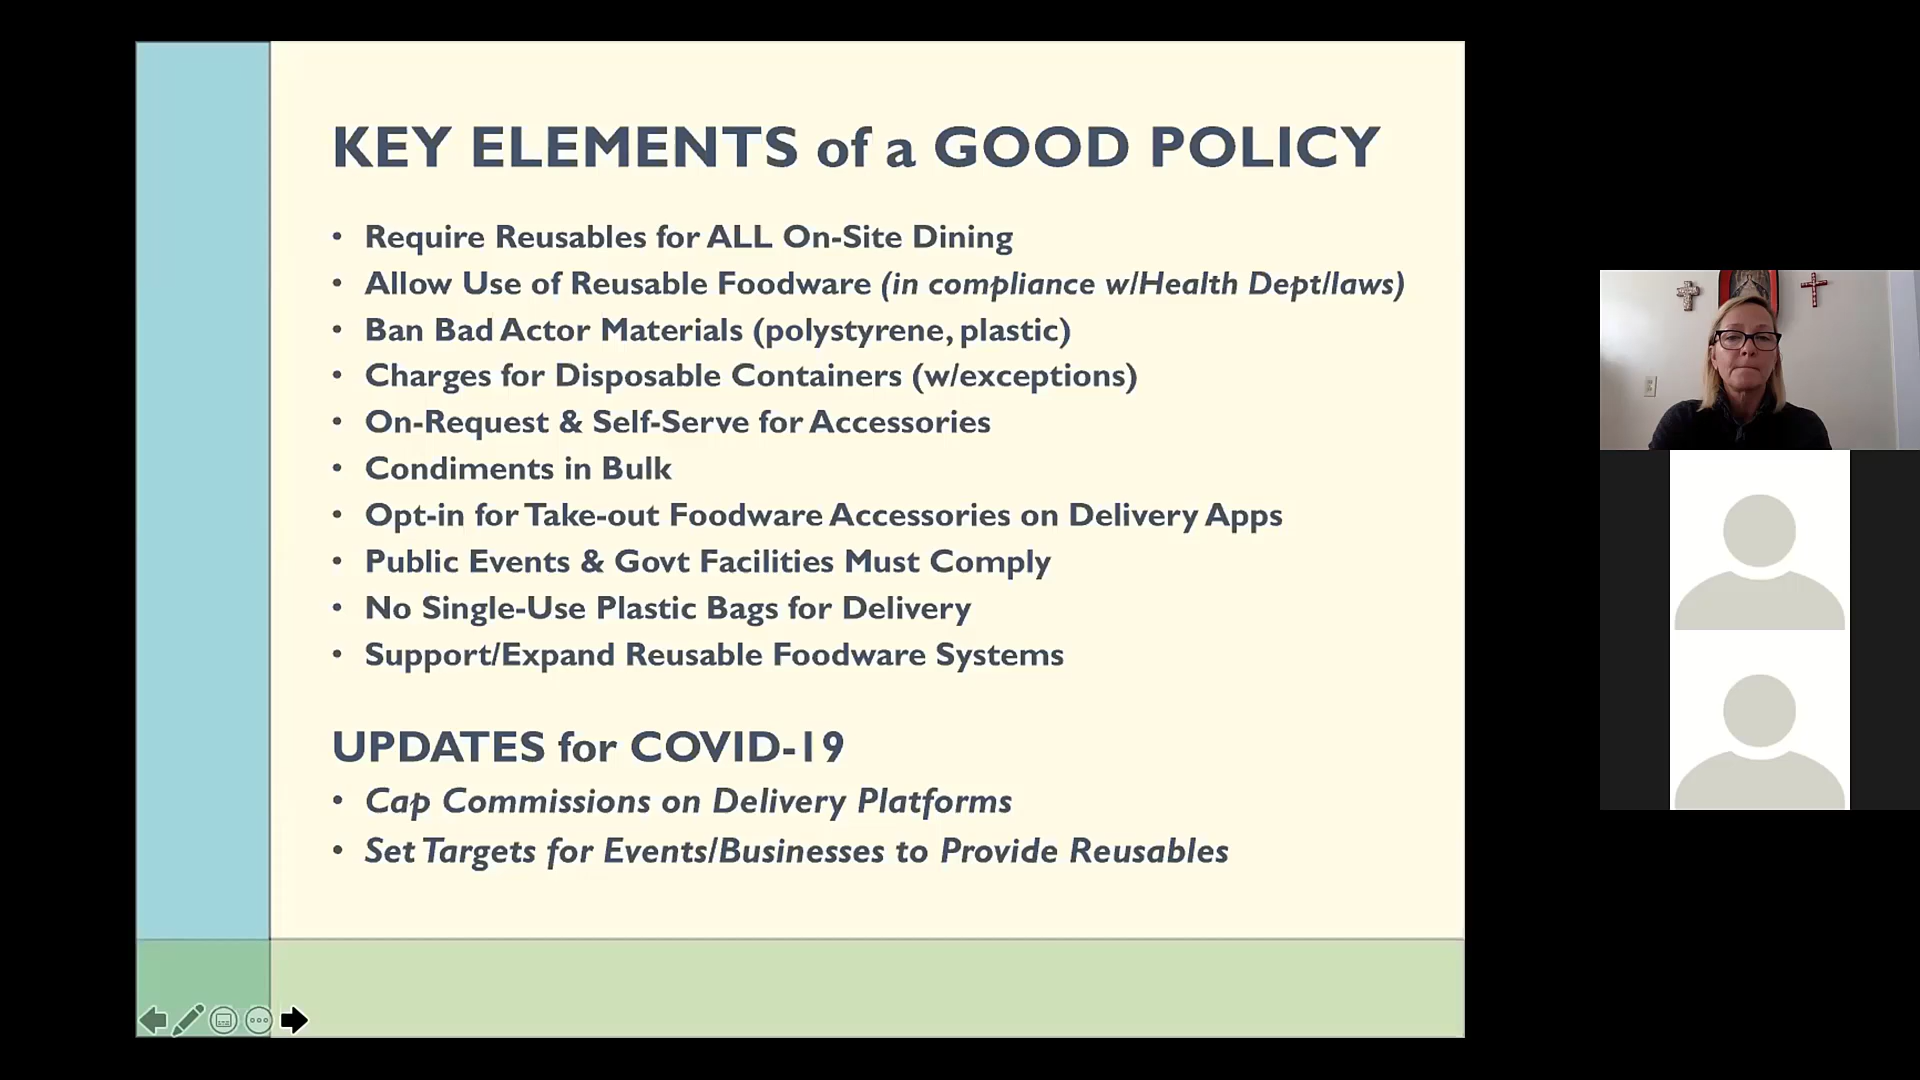 KEY ELEMENTS of a GOOD POLICY
• Require Reusables for ALL On-Site Dining
• Allow Use of Reusable Foodware (in compliance w/Health Dept/laws)
• Ban Bad Actor Materials (polystyrene, plastic)
• Charges for Disposable Containers (w/exceptions)
• On-Request & Self-Serve for Accessories
• Condiments in Bulk
• Opt-in for Take-out Foodware Accessories on Delivery Apps
• Public Events & Govt Facilities Must Comply
• No Single-Use Plastic Bags for Delivery
• Support/Expand Reusable Foodware Systems
UPDATES for COVID-19
• Cap Commissions on Delivery Platforms
• Set Targets for Events/Businesses to Provide Reusables